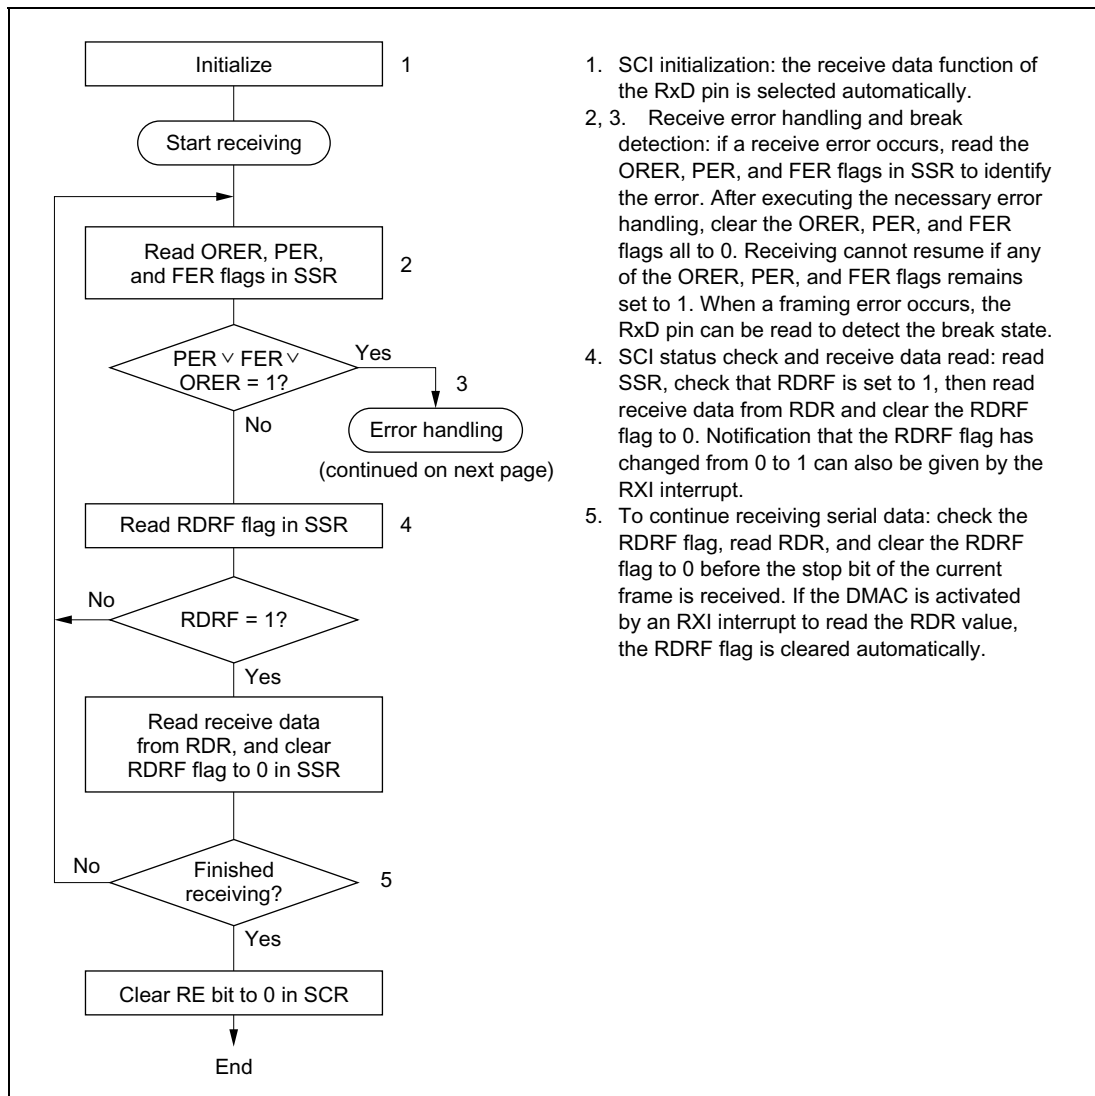 Initialize
1
Start receiving
Read ORER, PER,
and FER flags in SSR
2
PER ∨ FER ∨
ORER = 1?
Yes
3
No
Error handling
(continued on next page)
Read RDRF flag in SSR
4
No
RDRF = 1?
Yes
Read receive data
from RDR, and clear
RDRF flag to 0 in SSR
No
Finished
receiving?
5
Yes
Clear RE bit to 0 in SCR
End
1. SCI initialization: the receive data function of
the RxD pin is selected automatically.
2, 3. Receive error handling and break
detection: if a receive error occurs, read the
ORER, PER, and FER flags in SSR to identify
the error. After executing the necessary error
handling, clear the ORER, PER, and FER
flags all to 0. Receiving cannot resume if any
of the ORER, PER, and FER flags remains
set to 1. When a framing error occurs, the
RxD pin can be read to detect the break state.
4. SCI status check and receive data read: read
SSR, check that RDRF is set to 1, then read
receive data from RDR and clear the RDRF
flag to 0. Notification that the RDRF flag has
changed from 0 to 1 can also be given by the
RXI interrupt.
5. To continue receiving serial data: check the
RDRF flag, read RDR, and clear the RDRF
flag to 0 before the stop bit of the current
frame is received. If the DMAC is activated
by an RXI interrupt to read the RDR value,
the RDRF flag is cleared automatically.